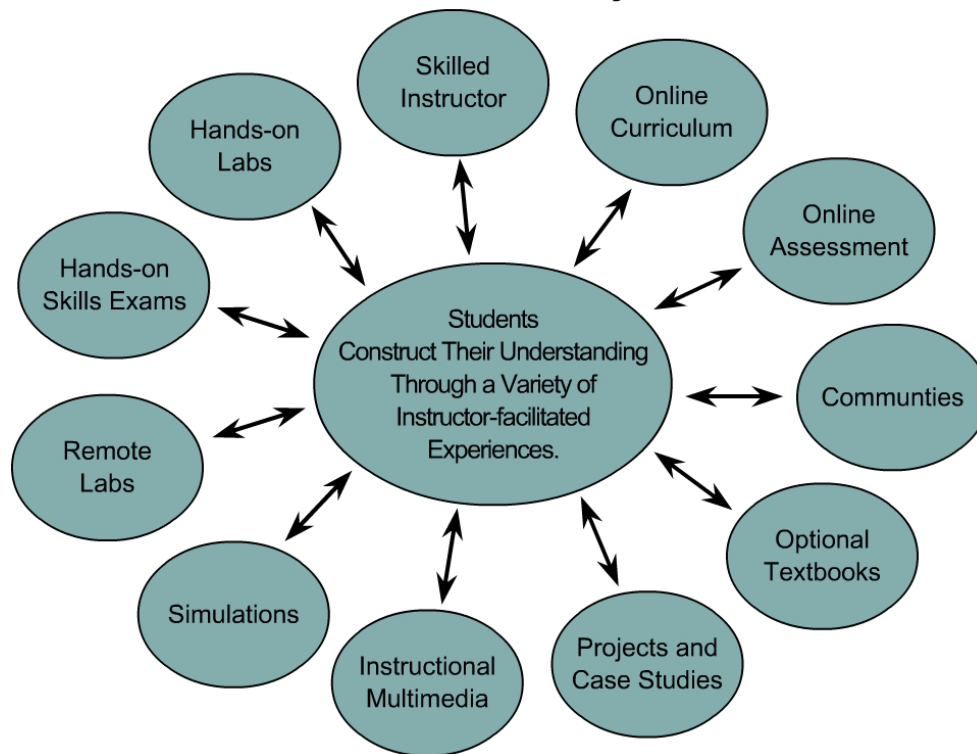 Skilled
Instructor
Online
Curriculum
Online
Assessment
Communties
Optional
Textbooks
Projects and
Case Studies
Instructional
Multimedia
Simulations
Remote
Labs
Hands-on
Skills Exams
Hands-on
Labs
Students
Construct Their Understanding
Through a Variety of
Instructor-facilitated
Experiences.